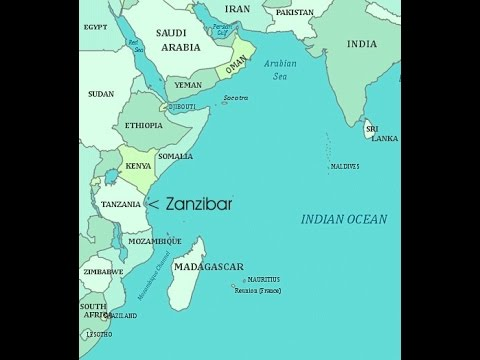 IRAN
PAKISTAN
EGYPT
SAUDI
ARABIA
Persian
Gulf
Red
Sea
OMAN
INDIA
Arabian
Sea
SUDAN
YEMEN
Socotra
DJIBOUTI
ETHIOPIA
SRI
LANKA
SOMALIA
KENYA
MALDIVES
TANZANIA
< Zanzibar
INDIAN OCEAN
MOZAMBIQUE
Mozambique Channel
MADAGASCAR
ZIMBABWE
MAURITIUS
Reunion (France)
SOUTH
AFRICA
SWAZILAND
LESOTHO